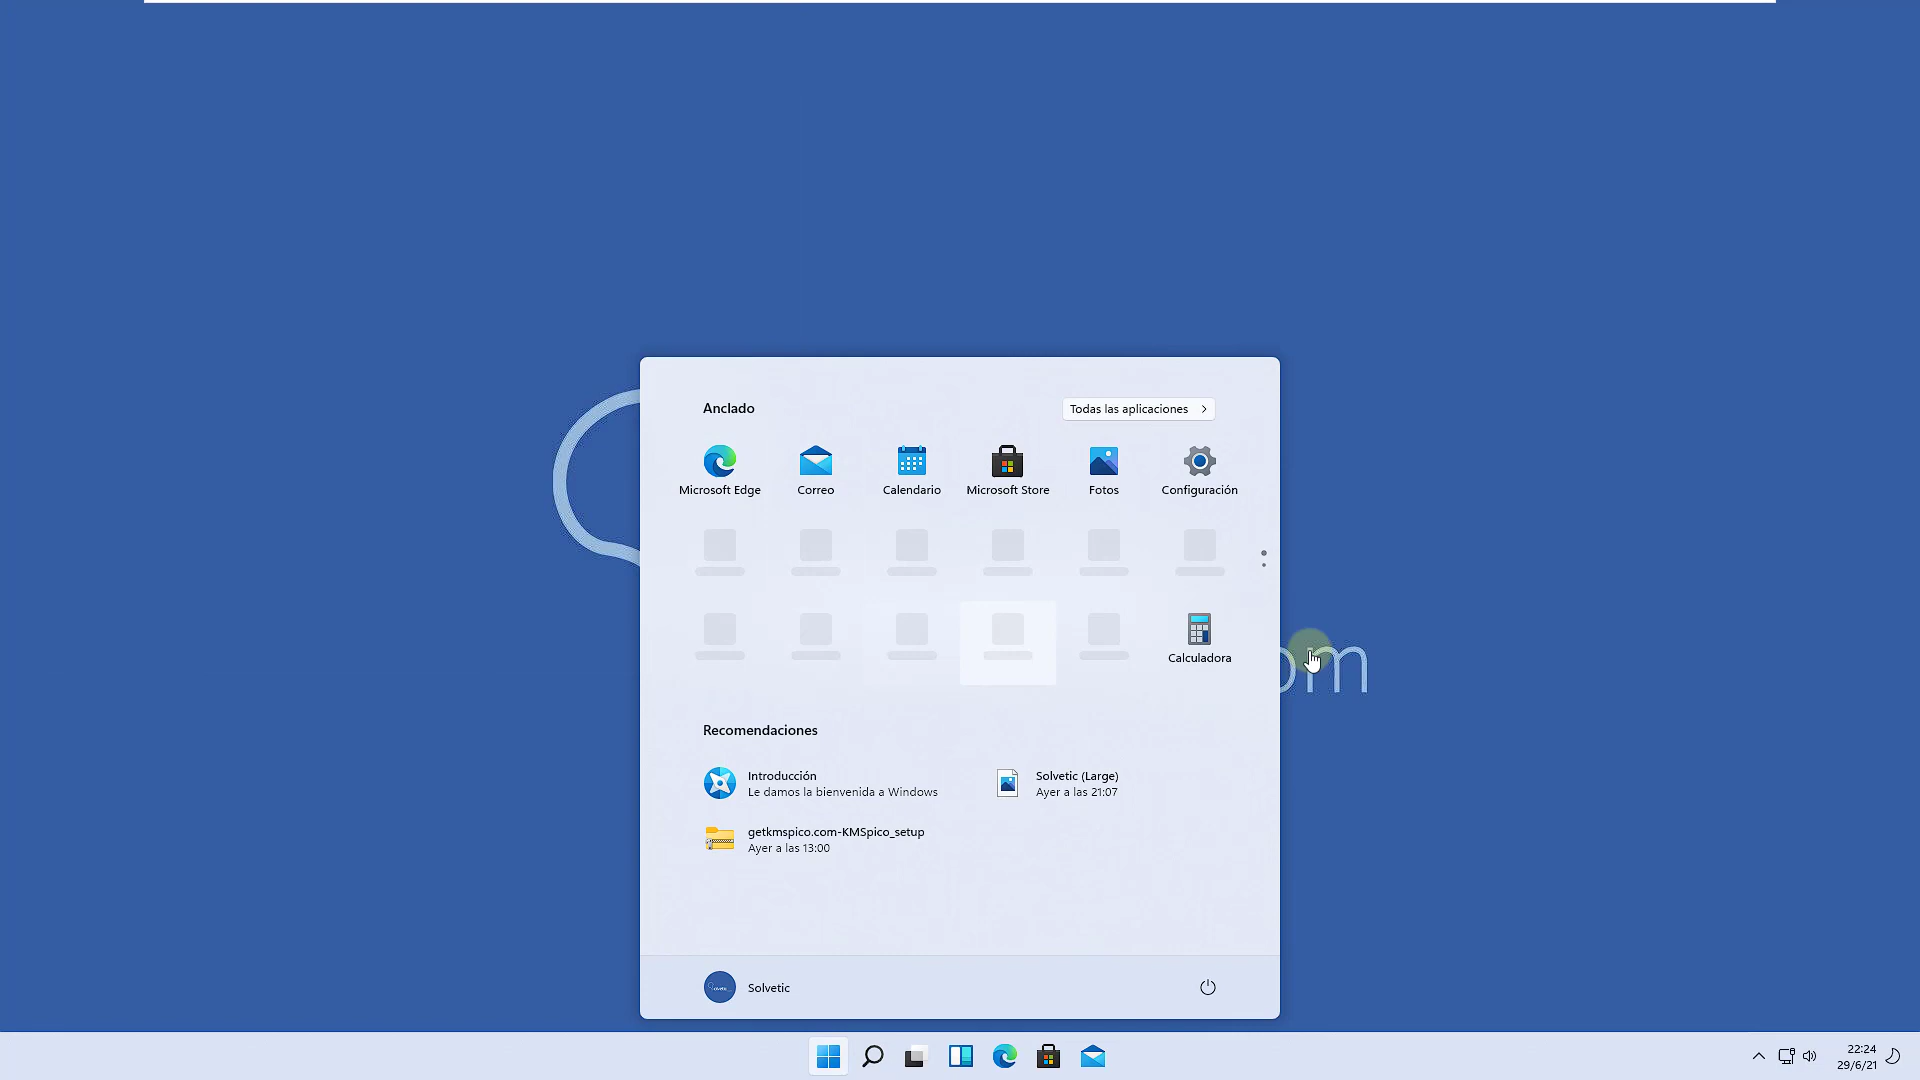 Anclado
Todas las aplicaciones
Microsoft Edge
Correo
Calendario
Microsoft Store
Fotos
Configuración
Calculadora
om
Recomendaciones
Introducción
Le damos la bienvenida a Windows
Solvetic (Large)
Ayer a las 21:07
getkmspico.com-KMSpico_setup
Ayer a las 13:00
Solvetic
22:24
29/6/21